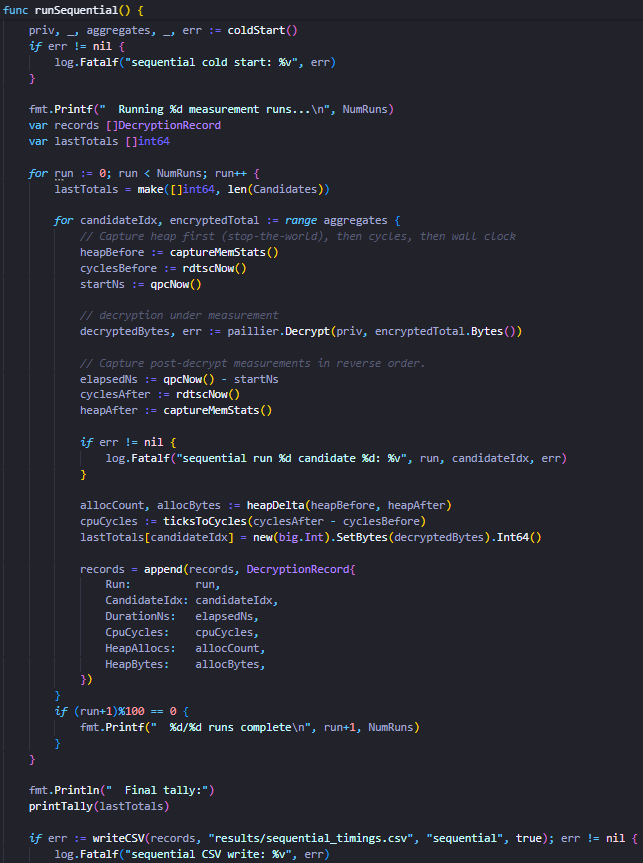 func runSequential() {
    priv, _, aggregates, _, err := coldStart()
    if err != nil {
        log.Fatalf("sequential cold start: %v", err)
    }

    fmt.Printf("  Running %d measurement runs...\n", NumRuns)
    var records []DecryptionRecord
    var lastTotals []int64

    for run := 0; run < NumRuns; run++ {
        lastTotals = make([]int64, len(Candidates))

        for candidateIdx, encryptedTotal := range aggregates {
            // Capture heap first (stop-the-world), then cycles, then wall clock
            heapBefore := captureMemStats()
            cyclesBefore := rdtscNow()
            startNs := qpcNow()

            // decryption under measurement
            decryptedBytes, err := paillier.Decrypt(priv, encryptedTotal.Bytes())

            // Capture post-decrypt measurements in reverse order.
            elapsedNs := qpcNow() - startNs
            cyclesAfter := rdtscNow()
            heapAfter := captureMemStats()

            if err != nil {
                log.Fatalf("sequential run %d candidate %d: %v", run, candidateIdx, err)
            }

            allocCount, allocBytes := heapDelta(heapBefore, heapAfter)
            cpuCycles := ticksToCycles(cyclesAfter - cyclesBefore)
            lastTotals[candidateIdx] = new(big.Int).SetBytes(decryptedBytes).Int64()

            records = append(records, DecryptionRecord{
                Run:          run,
                CandidateIdx: candidateIdx,
                DurationNs:   elapsedNs,
                CpuCycles:    cpuCycles,
                HeapAllocs:   allocCount,
                HeapBytes:    allocBytes,
            })
        }
        if (run+1)%100 == 0 {
            fmt.Printf("  %d/%d runs complete\n", run+1, NumRuns)
        }
    }

    fmt.Println("  Final tally:")
    printTally(lastTotals)

    if err := writeCSV(records, "results/sequential_timings.csv", "sequential", true); err != nil {
        log.Fatalf("sequential CSV write: %v", err)